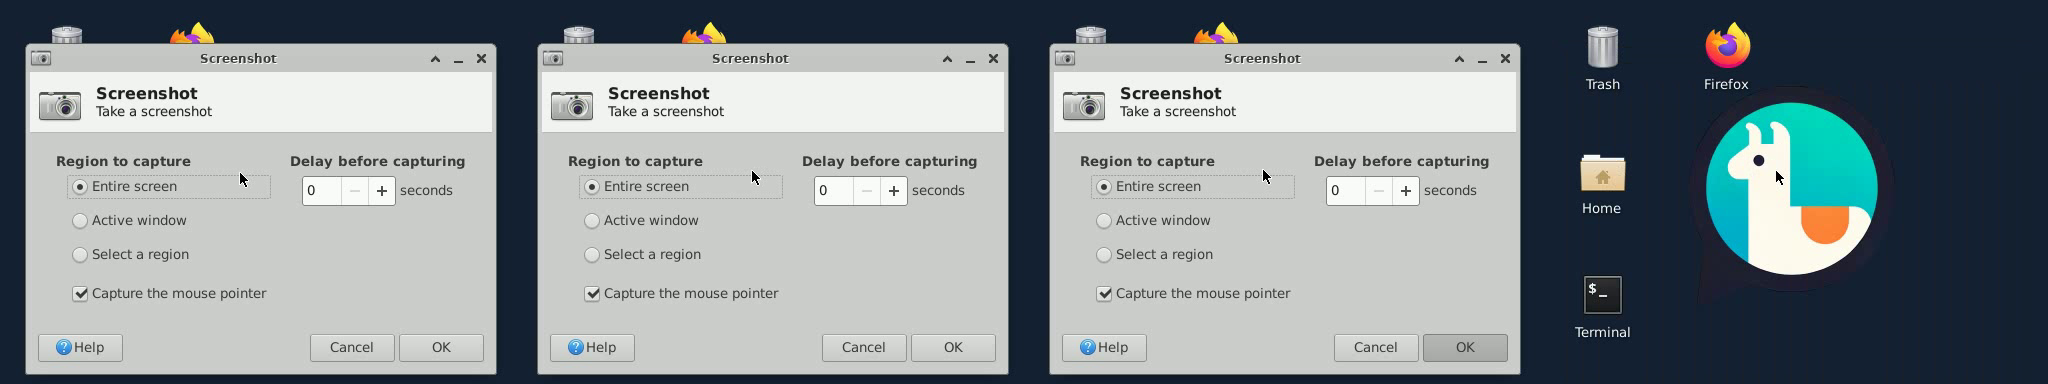 Screenshot
Screenshot
Take a screenshot
Region to capture
Entire screen
Active window
Select a region
Capture the mouse pointer
Delay before capturing
0 − + seconds
Help
Cancel
OK
Screenshot
Screenshot
Take a screenshot
Region to capture
Entire screen
Active window
Select a region
Capture the mouse pointer
Delay before capturing
0 − + seconds
Help
Cancel
OK
Screenshot
Screenshot
Take a screenshot
Region to capture
Entire screen
Active window
Select a region
Capture the mouse pointer
Delay before capturing
0 − + seconds
Help
Cancel
OK
Trash
Firefox
Home
$_
Terminal